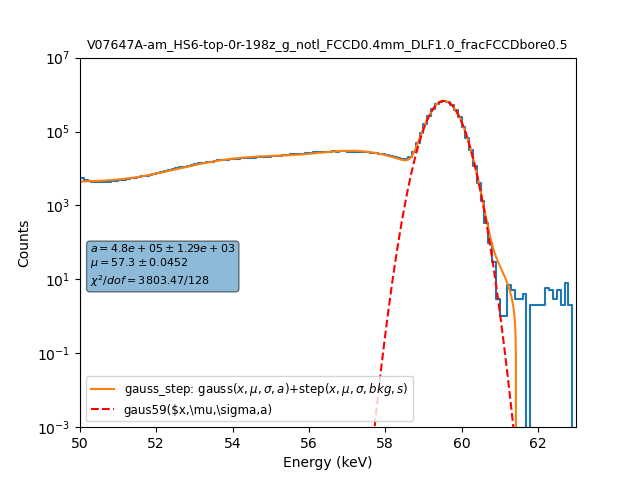 V07647A-am_HS6-top-0r-198z_g_notl_FCCD0.4mm_DLF1.0_fracFCCDbore0.5
10^7
10^5
10^3
10^1
10^−1
10^−3
Counts
a = 4.8e + 05 ± 1.29e + 03
μ = 57.3 ± 0.0452
χ²/dof = 3803.47/128
gauss_step: gauss(x, μ, σ, a)+step(x, μ, σ, bkg, s)
gaus59($x,\mu,\sigma,a)
50 52 54 56 58 60 62
Energy (keV)